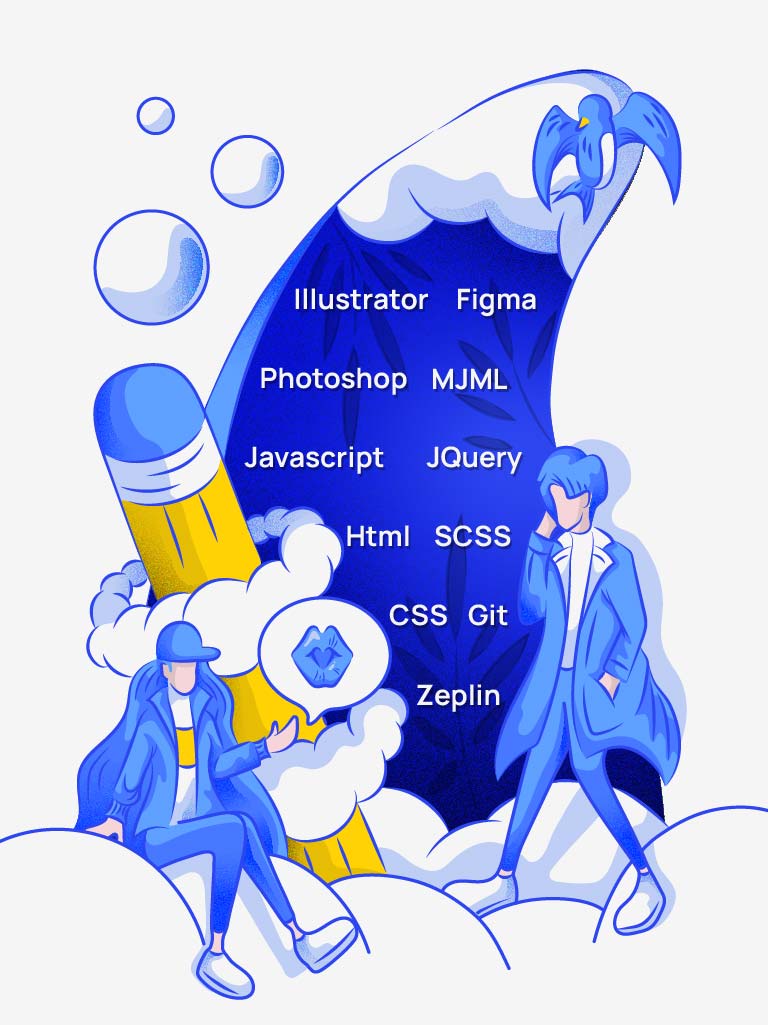 Illustrator Figma
Photoshop MJML
Javascript JQuery
Html SCSS
CSS Git
Zeplin